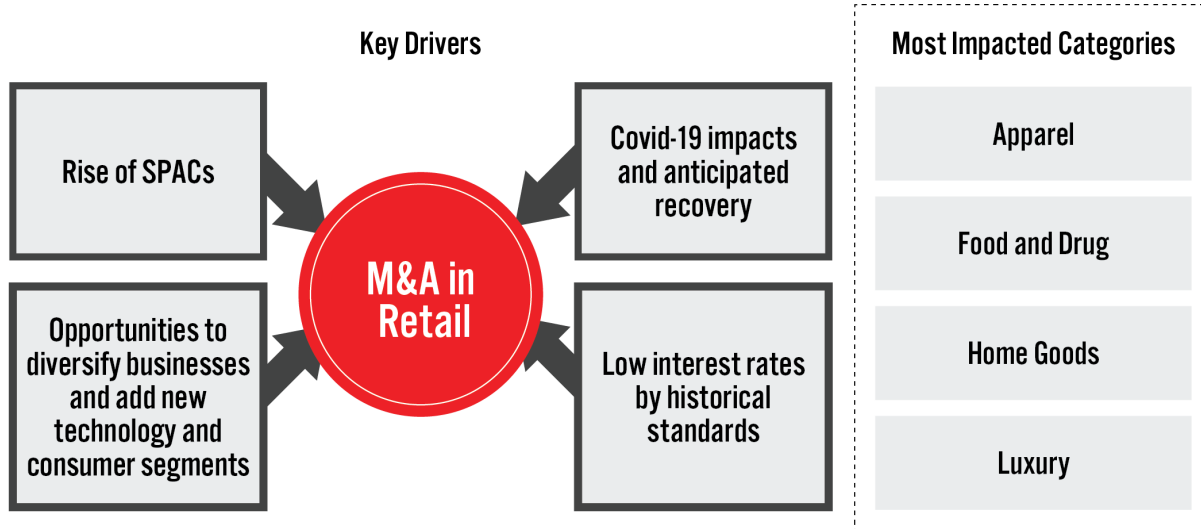 Key Drivers
Most Impacted Categories
Rise of SPACs
Covid-19 impacts
and anticipated
recovery
M&A in
Retail
Opportunities to
diversify businesses
and add new
technology and
consumer segments
Low interest rates
by historical
standards
Apparel
Food and Drug
Home Goods
Luxury